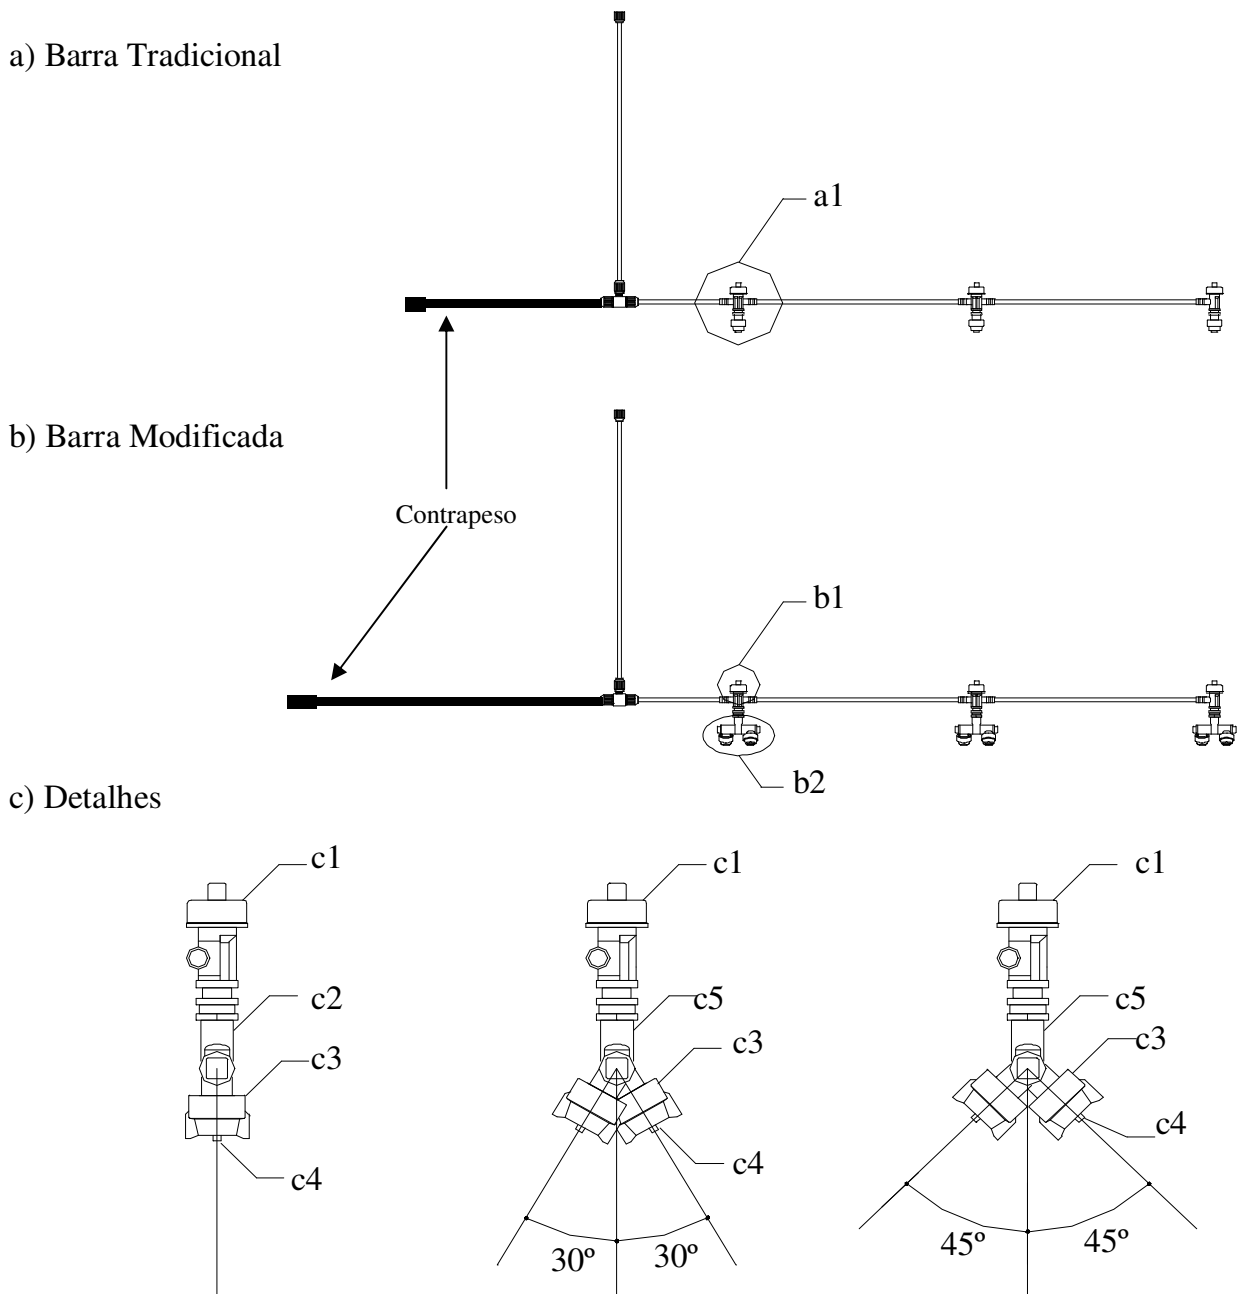 a) Barra Tradicional
a1
b) Barra Modificada
Contrapeso
b1
b2
c) Detalhes
c1
c1
c1
c2
c5
c5
c3
c3
c3
c4
c4
c4
30º
30º
45º
45º